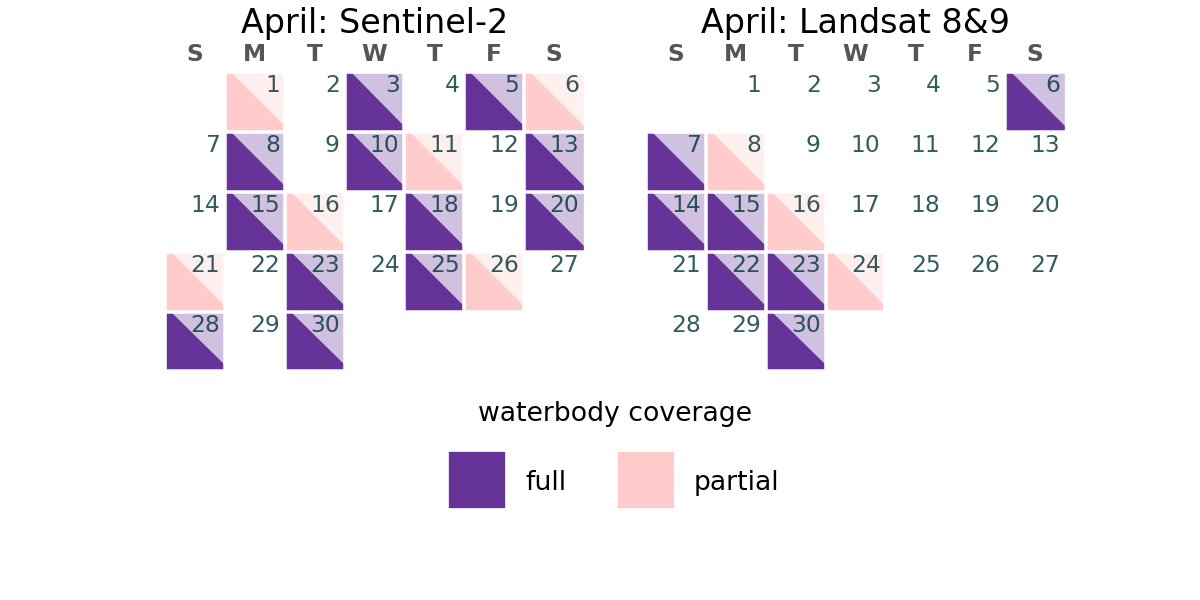 April: Sentinel-2
S M T W T F S
1 2 3 4 5 6
7 8 9 10 11 12 13
14 15 16 17 18 19 20
21 22 23 24 25 26 27
28 29 30
April: Landsat 8&9
S M T W T F S
1 2 3 4 5 6
7 8 9 10 11 12 13
14 15 16 17 18 19 20
21 22 23 24 25 26 27
28 29 30
waterbody coverage
full partial